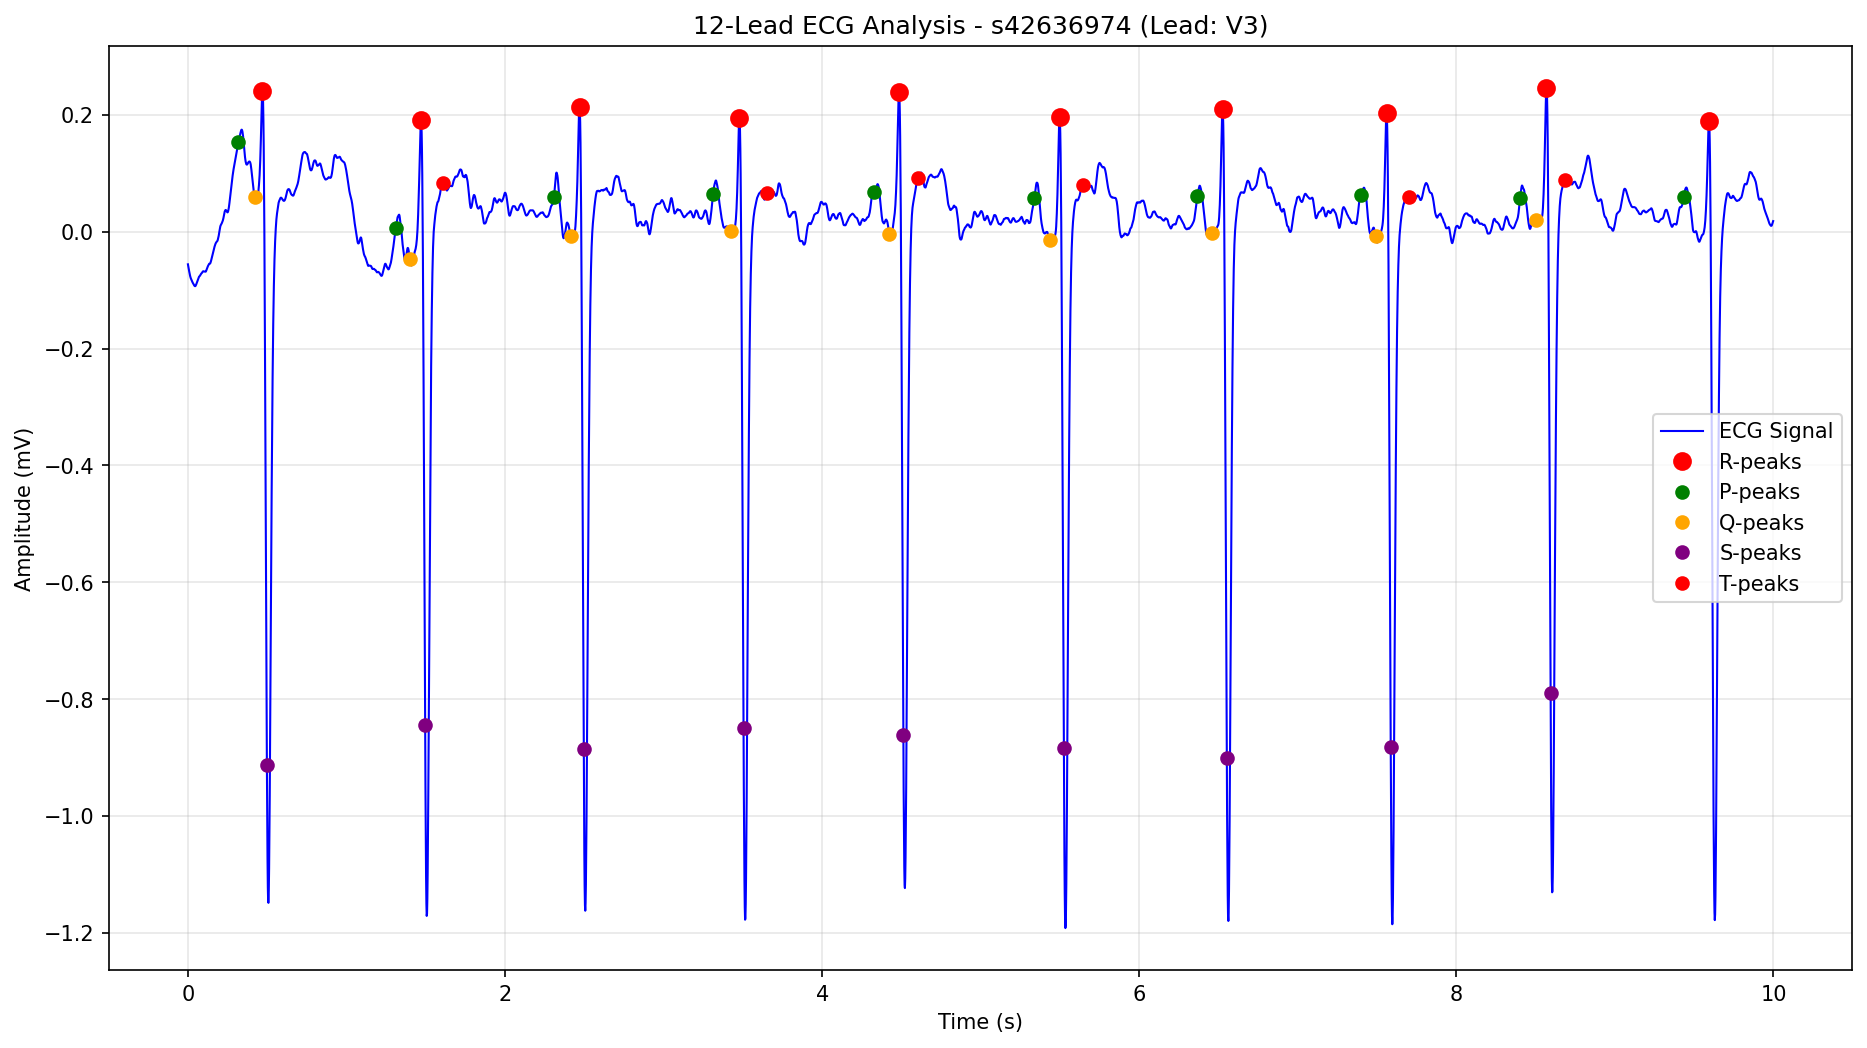 12-Lead ECG Analysis - s42636974 (Lead: V3)
Amplitude (mV)
0.2
0.0
−0.2
−0.4
−0.6
−0.8
−1.0
−1.2
ECG Signal
R-peaks
P-peaks
Q-peaks
S-peaks
T-peaks
0 2 4 6 8 10
Time (s)